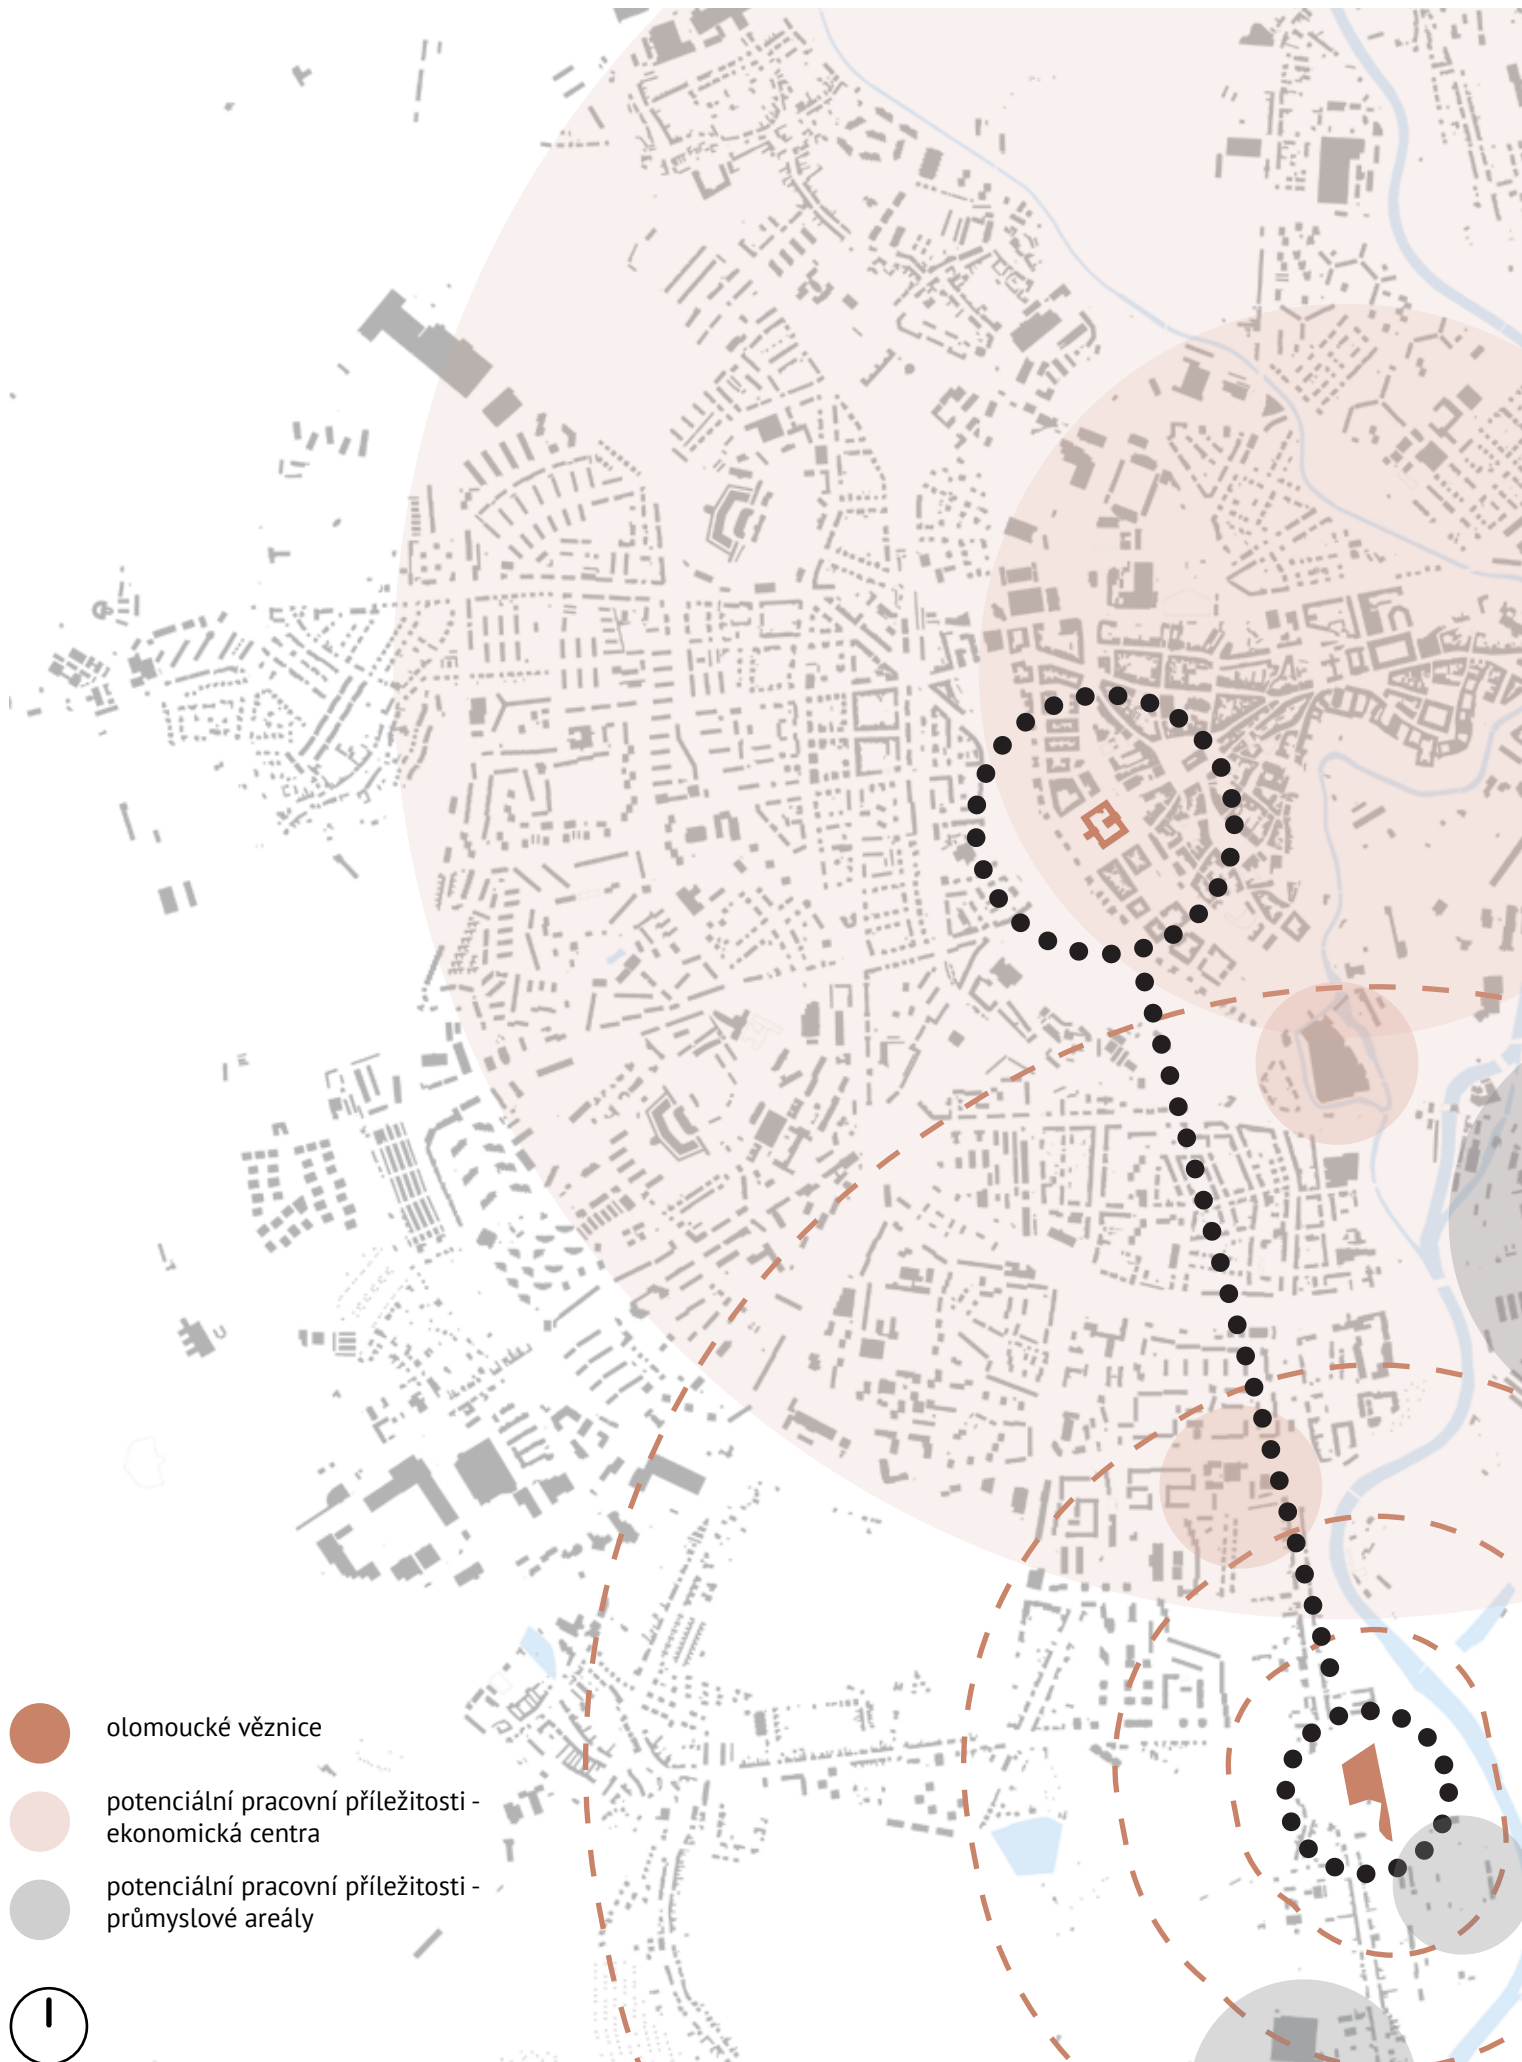 olomoucké věznice
potenciální pracovní příležitosti -
ekonomická centra
potenciální pracovní příležitosti -
průmyslové areály